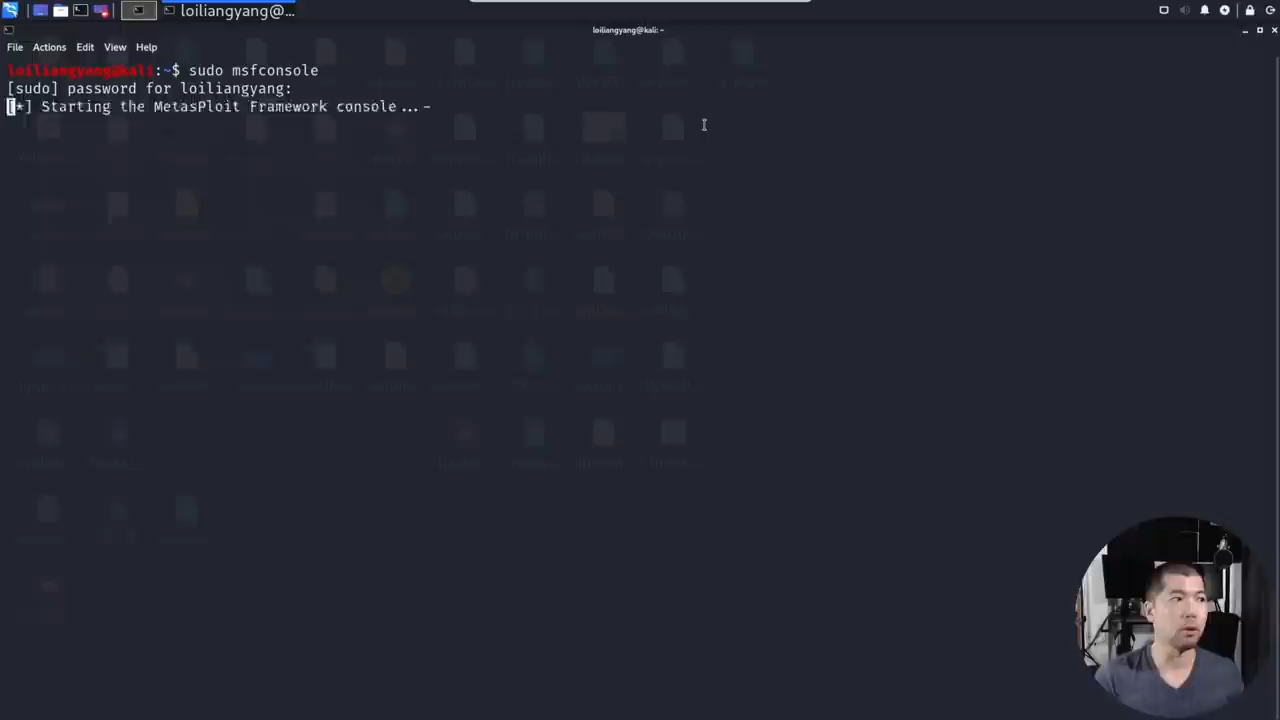 loiliangyang@...
loiliangyang@kali: ~
File Actions Edit View Help
loiliangyang@kali:~$ sudo msfconsole
[sudo] password for loiliangyang:
[*] Starting the MetasPloit Framework console...-